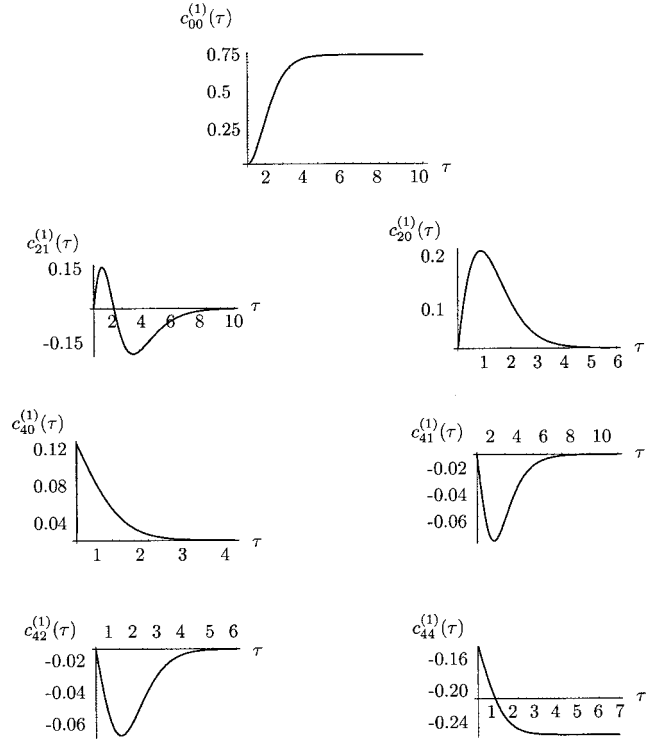 c_{00}^{(1)}(τ)
0.75
0.5
0.25
2 4 6 8 10 τ
c_{21}^{(1)}(τ)
0.15
-0.15
2 4 6 8 10 τ
c_{20}^{(1)}(τ)
0.2
0.1
1 2 3 4 5 6 τ
c_{40}^{(1)}(τ)
0.12
0.08
0.04
1 2 3 4 τ
c_{41}^{(1)}(τ)
2 4 6 8 10 τ
-0.02
-0.04
-0.06
c_{42}^{(1)}(τ)
1 2 3 4 5 6 τ
-0.02
-0.04
-0.06
c_{44}^{(1)}(τ)
-0.16
-0.20
-0.24
1 2 3 4 5 6 7 τ